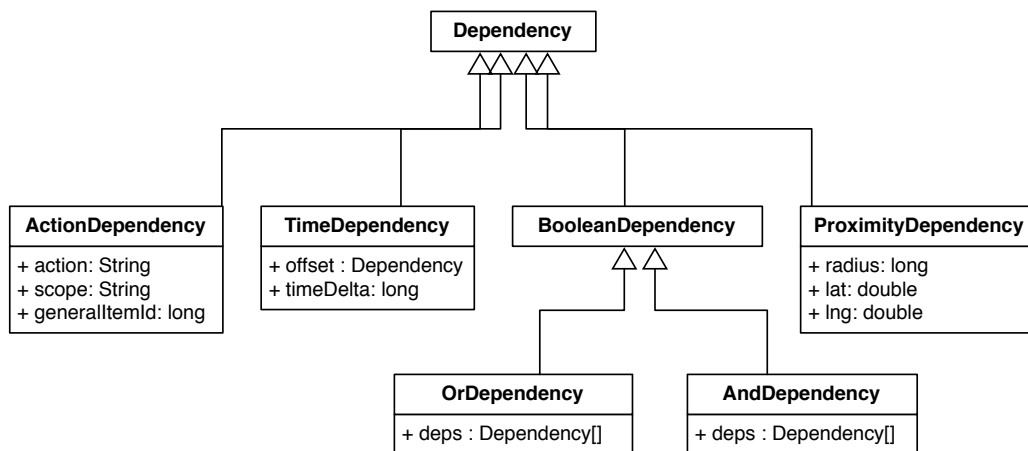 Dependency
ActionDependency
+ action: String
+ scope: String
+ generalItemId: long
TimeDependency
+ offset : Dependency
+ timeDelta: long
BooleanDependency
ProximityDependency
+ radius: long
+ lat: double
+ lng: double
OrDependency
+ deps : Dependency[]
AndDependency
+ deps : Dependency[]